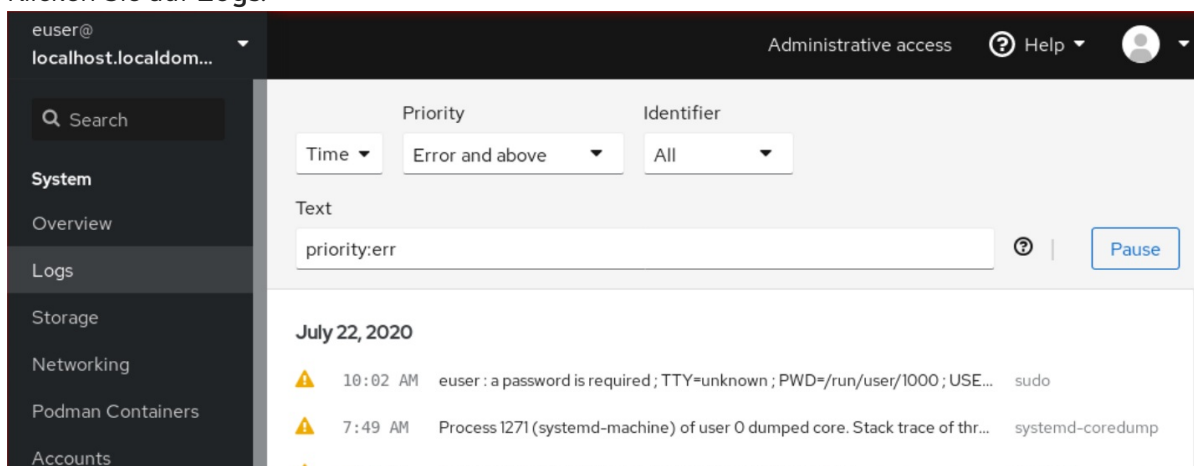 euser@
localhost.localdom...
Administrative access
Help
Search
System
Overview
Logs
Storage
Networking
Podman Containers
Accounts
Priority
Identifier
Time
Error and above
All
Text
priority:err
Pause
July 22, 2020
10:02 AM euser : a password is required ; TTY=unknown ; PWD=/run/user/1000 ; USE... sudo
7:49 AM Process 1271 (systemd-machine) of user 0 dumped core. Stack trace of thr... systemd-coredump